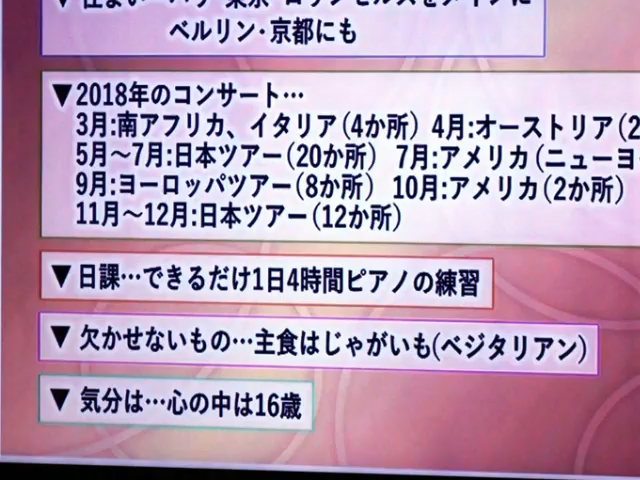 ベルリン・京都にも
▼2018年のコンサート…
3月:南アフリカ、イタリア(4か所) 4月:オーストリア(2
5月～7月:日本ツアー(20か所) 7月:アメリカ(ニューヨ
9月:ヨーロッパツアー(8か所) 10月:アメリカ(2か所)
11月～12月:日本ツアー(12か所)
▼日課…できるだけ1日4時間ピアノの練習
▼欠かせないもの…主食はじゃがいも(ベジタリアン)
▼気分は…心の中は16歳